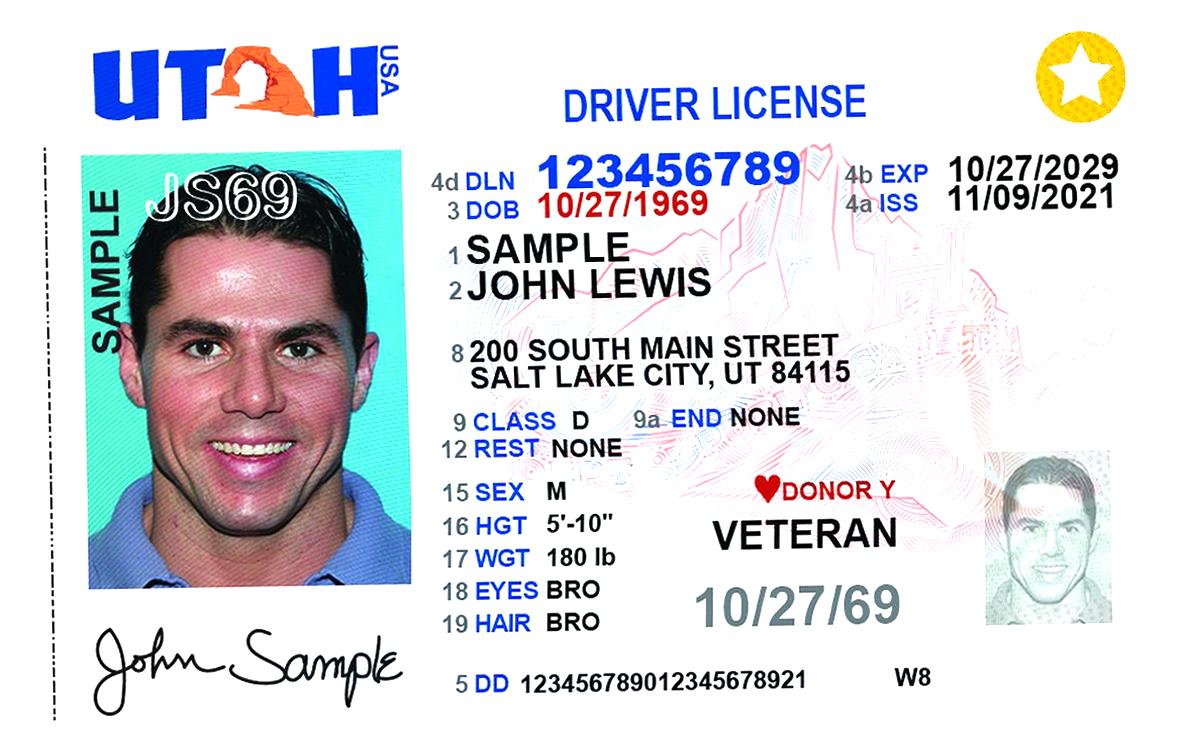 UTAH USA
DRIVER LICENSE
SAMPLE
JS69
4d DLN 123456789
4b EXP 10/27/2029
3 DOB 10/27/1969
4a ISS 11/09/2021
1 SAMPLE
2 JOHN LEWIS
8 200 SOUTH MAIN STREET
SALT LAKE CITY, UT 84115
9 CLASS D 9a END NONE
12 REST NONE
15 SEX M
DONOR Y
16 HGT 5'-10"
VETERAN
17 WGT 180 lb
18 EYES BRO
10/27/69
19 HAIR BRO
John Sample
5 DD 123456789012345678921
W8